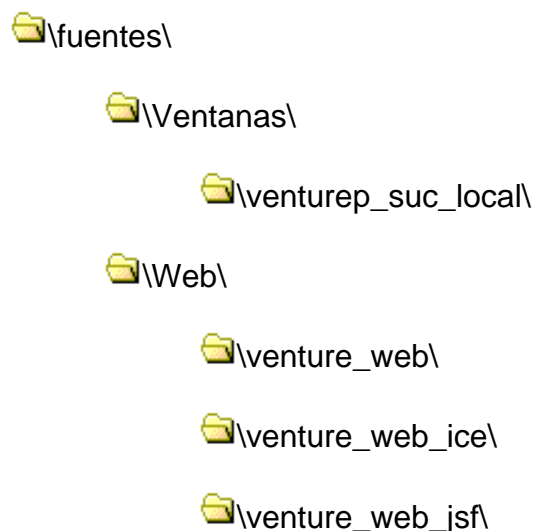 \fuentes\
\Ventanas\
\venturep_suc_local\
\Web\
\venture_web\
\venture_web_ice\
\venture_web_jsf\